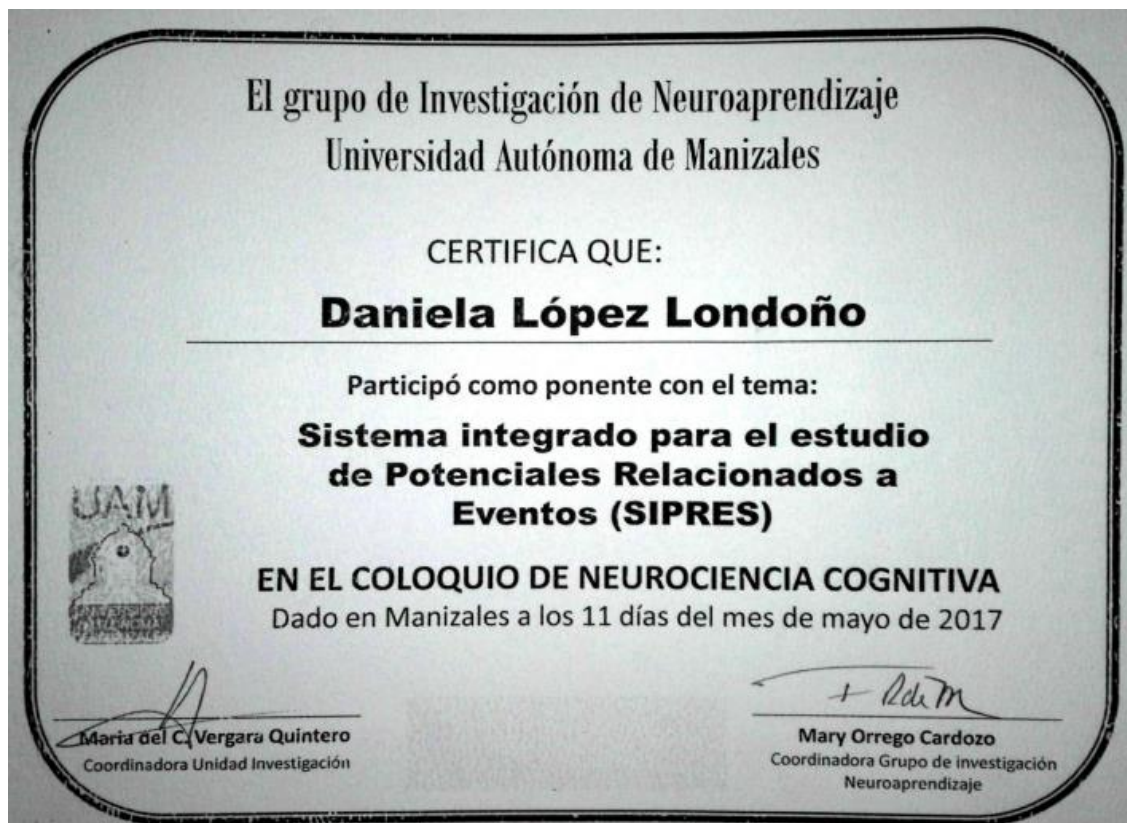 El grupo de Investigación de Neuroaprendizaje
Universidad Autónoma de Manizales
CERTIFICA QUE:
Daniela López Londoño
Participó como ponente con el tema:
Sistema integrado para el estudio
de Potenciales Relacionados a
Eventos (SIPRES)
UAM
EN EL COLOQUIO DE NEUROCIENCIA COGNITIVA
Dado en Manizales a los 11 días del mes de mayo de 2017
María del C. Vergara Quintero
Coordinadora Unidad Investigación
Mary Orrego Cardozo
Coordinadora Grupo de investigación
Neuroaprendizaje